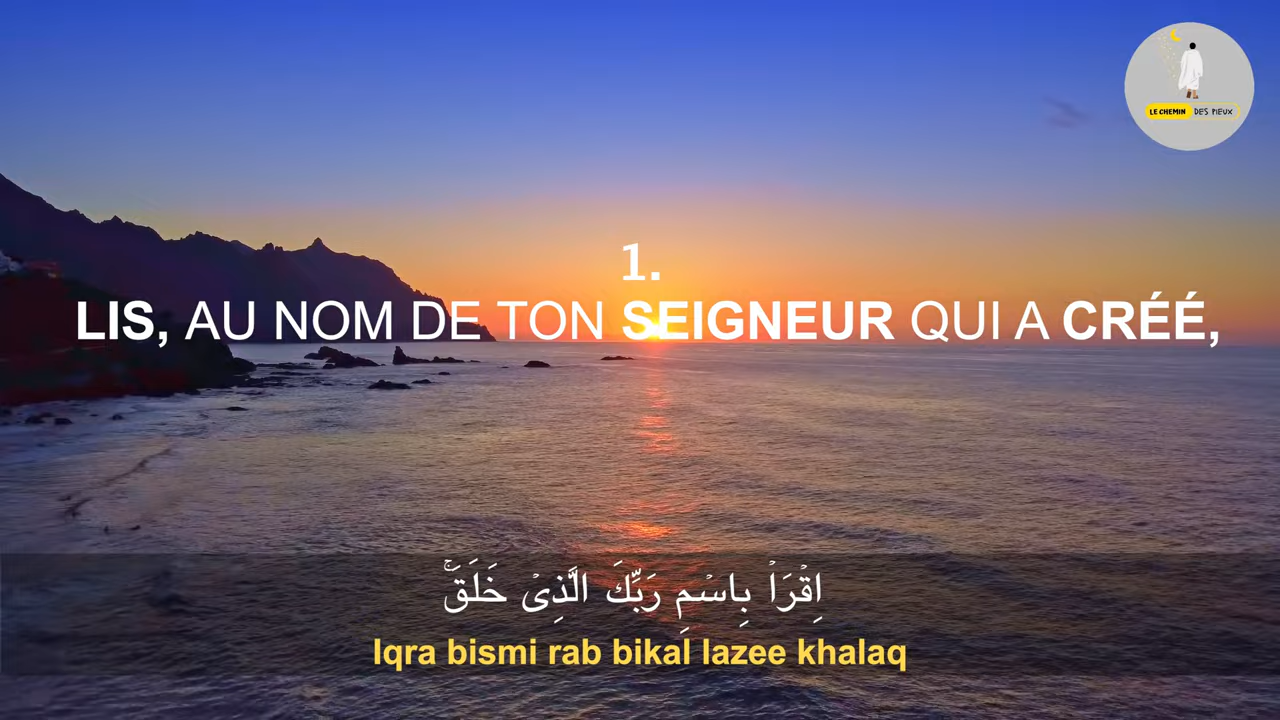 LE CHEMIN DES PIEUX
1.
LIS, AU NOM DE TON SEIGNEUR QUI A CRÉÉ,
اِقْرَاْ بِاسْمِ رَبِّكَ الَّذِىْ خَلَقَۚ
Iqra bismi rab bikal lazee khalaq